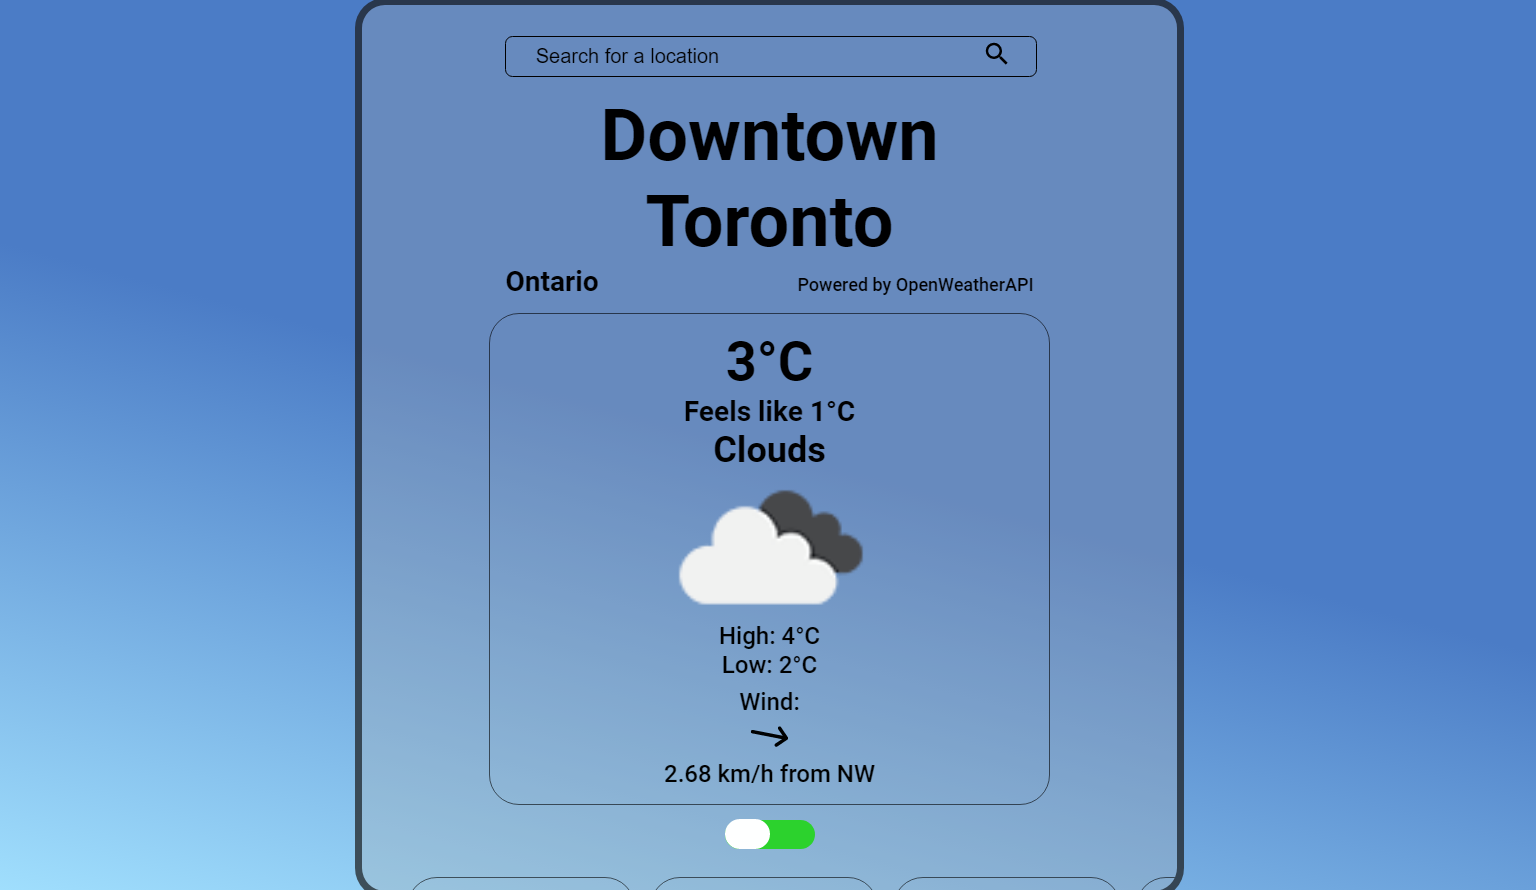 Search for a location
Downtown
Toronto
Ontario
Powered by OpenWeatherAPI
3°C
Feels like 1°C
Clouds
High: 4°C
Low: 2°C
Wind:
2.68 km/h from NW